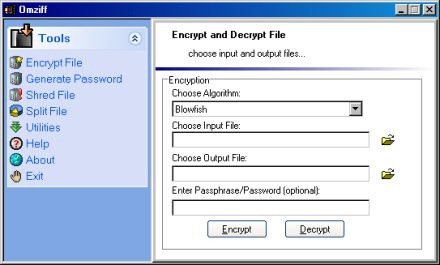 Omziff
Tools
Encrypt File
Generate Password
Shred File
Split File
Utilities
Help
About
Exit
Encrypt and Decrypt File
choose input and output files...
Encryption
Choose Algorithm:
Blowfish
Choose Input File:
Choose Output File:
Enter Passphrase/Password (optional):
Encrypt
Decrypt